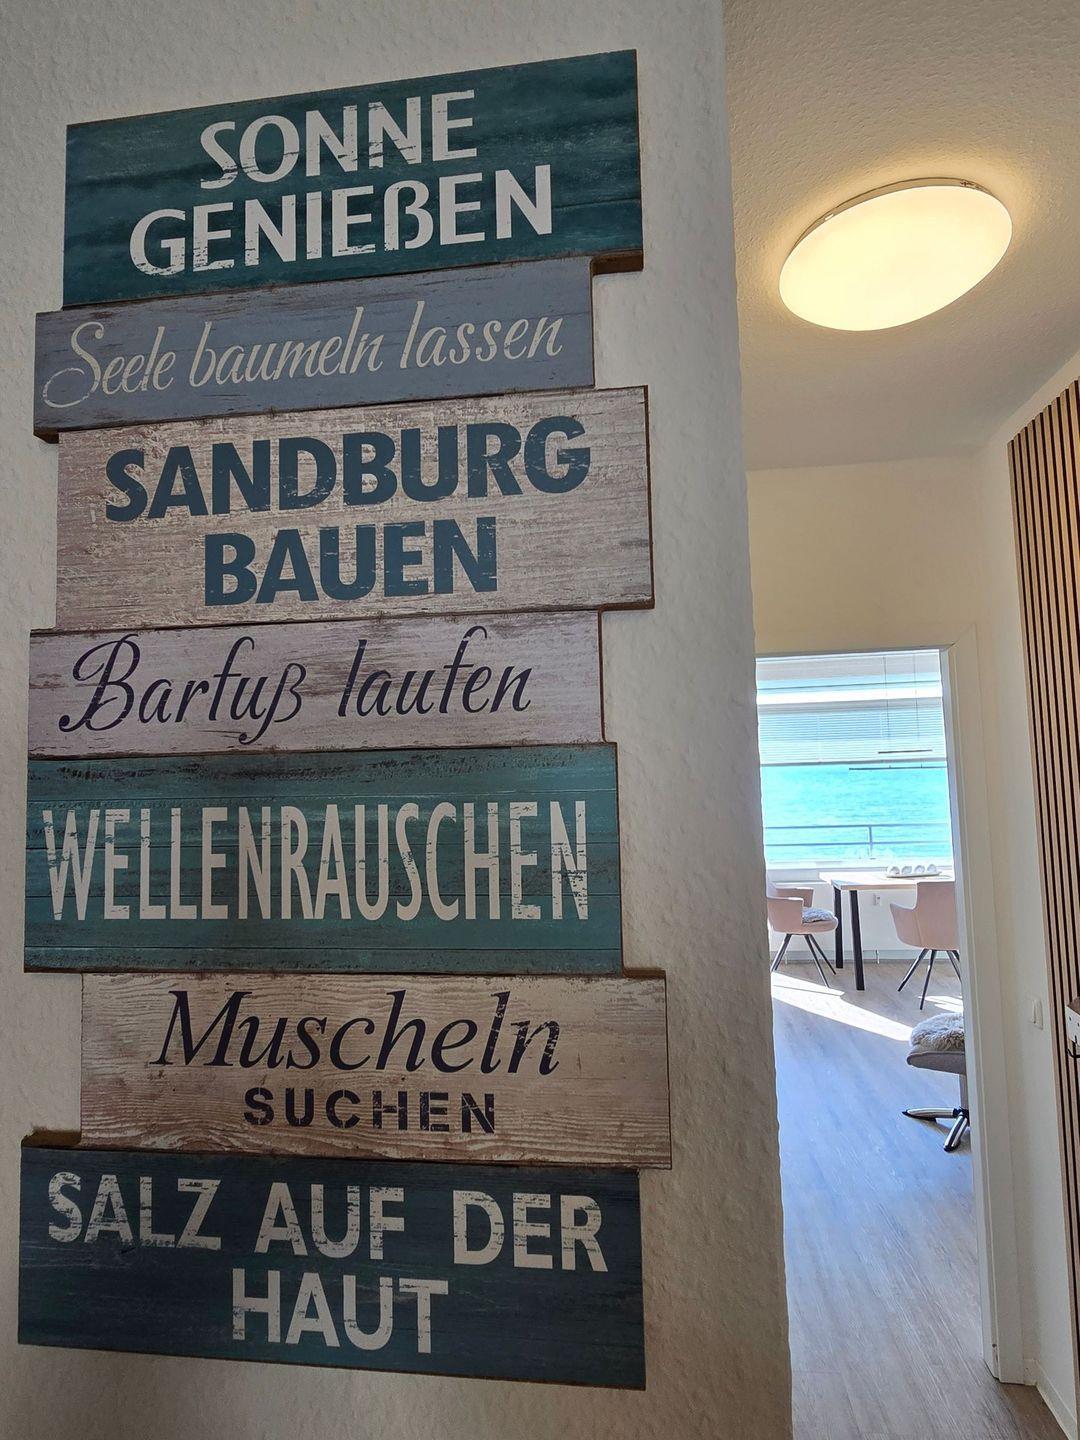 SONNE
GENIEßEN
Seele baumeln lassen
SANDBURG
BAUEN
Barfuß laufen
WELLENRAUSCHEN
Muscheln
SUCHEN
SALZ AUF DER
HAUT